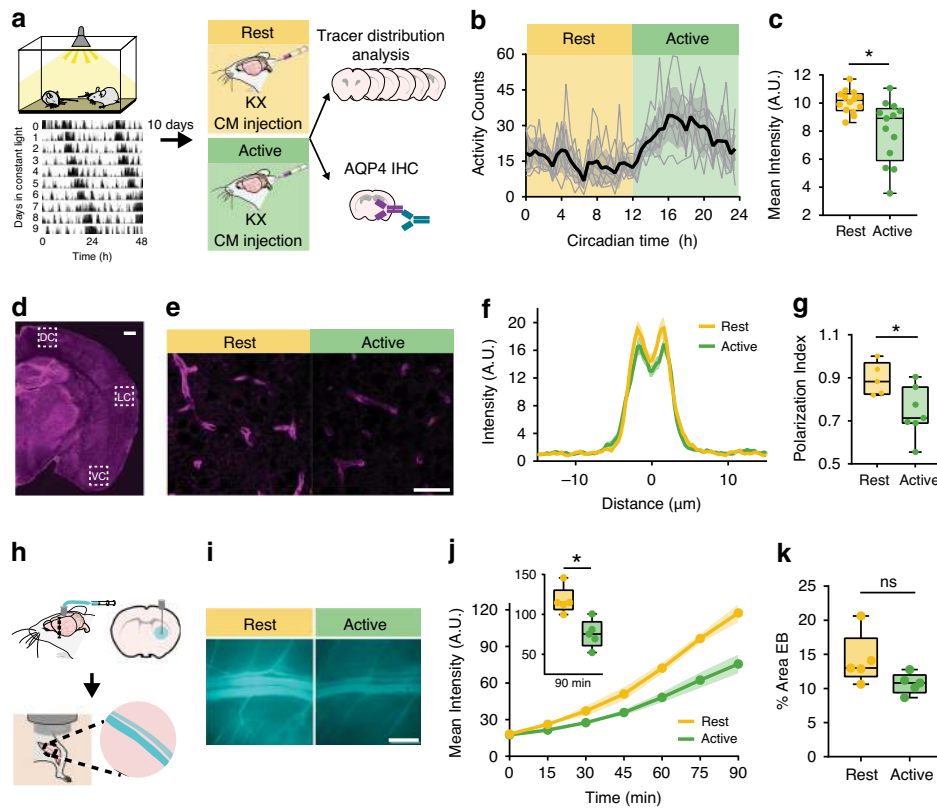 a
Rest
KX
CM injection
Active
KX
CM injection
10 days
Tracer distribution
analysis
AQP4 IHC
Days in constant light
0
1
2
3
4
5
6
7
8
9
0 24 48
Time (h)
b
Rest Active
Activity Counts
60
45
30
15
0
0 4 8 12 16 20 24
Circadian time (h)
c
*
Mean Intensity (A.U.)
12
10
8
6
4
2
0
Rest Active
d
DC
LC
VC
e
Rest Active
f
Intensity (A.U.)
20
16
12
8
4
0
−10 0 10
Distance (µm)
Rest
Active
g
*
Polarization Index
0.9
0.7
0.5
Rest Active
h
i
Rest Active
j
Mean Intensity (A.U.)
120
90
60
30
0
0 15 30 45 60 75 90
Time (min)
*
150
100
50
90 min
Rest
Active
k
ns
% Area EB
25
20
15
10
5
0
Rest Active